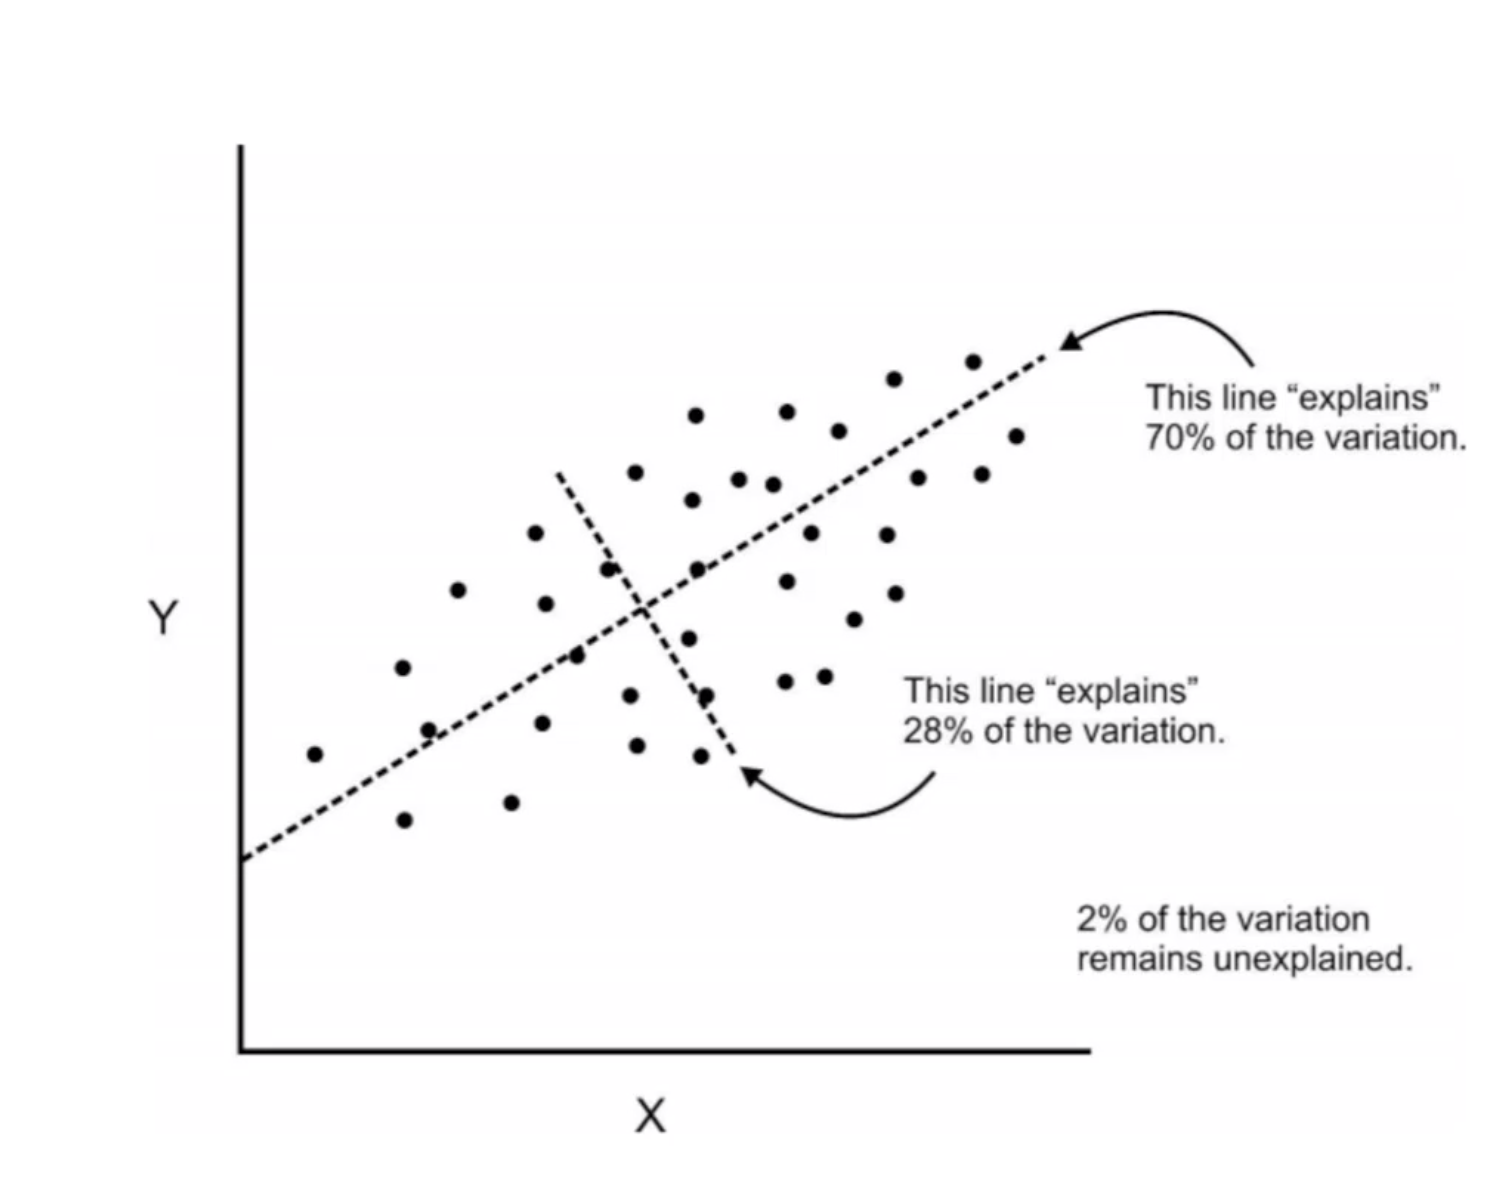 This line “explains”
70% of the variation.
Y
This line “explains”
28% of the variation.
2% of the variation
remains unexplained.
X